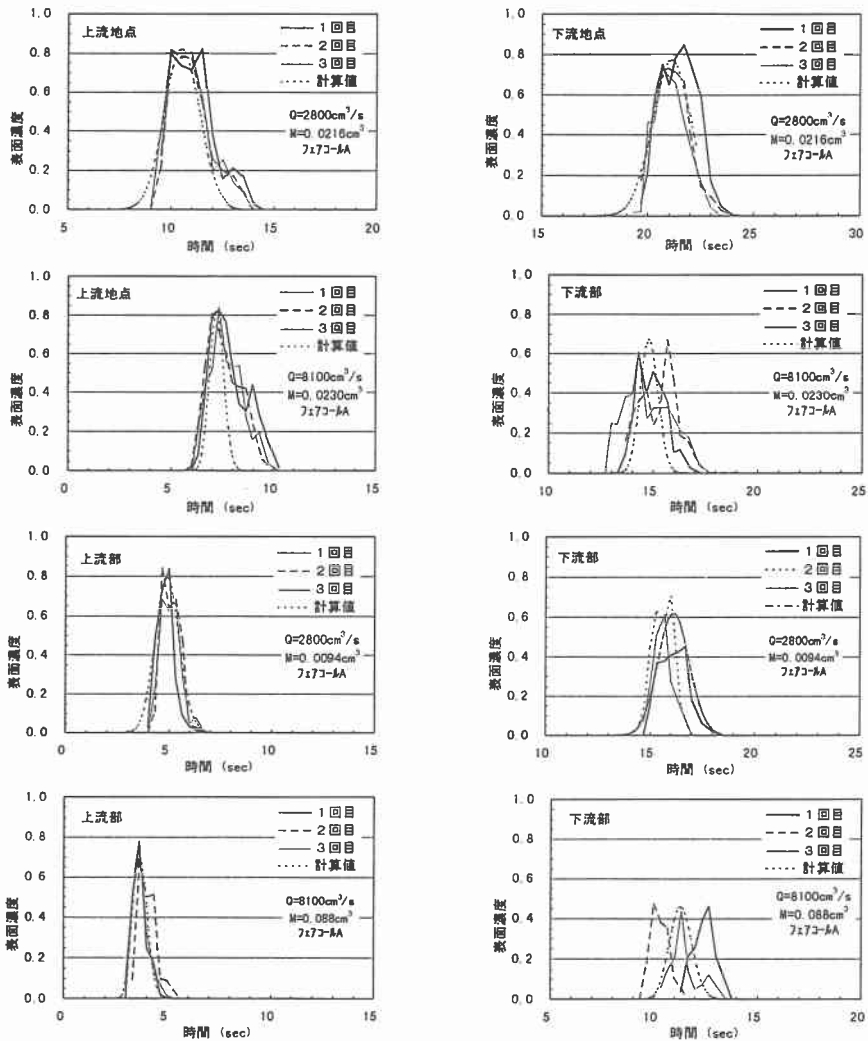 上流地点
1回目
2回目
3回目
計算値
Q=2800cm³/s
M=0.0216cm³
フェアコールA
表面濃度
1.0
0.8
0.6
0.4
0.2
0.0
5 10 15 20
時間 (sec)
下流地点
1回目
2回目
3回目
計算値
Q=2800cm³/s
M=0.0216cm³
フェアコールA
表面濃度
1.0
0.8
0.6
0.4
0.2
0.0
15 20 25 30
時間 (sec)
上流地点
1回目
2回目
3回目
計算値
Q=8100cm³/s
M=0.0230cm³
フェアコールA
表面濃度
1.0
0.8
0.6
0.4
0.2
0.0
0 5 10 15
時間 (sec)
下流部
1回目
2回目
3回目
計算値
Q=8100cm³/s
M=0.0230cm³
フェアコールA
表面濃度
1.0
0.8
0.6
0.4
0.2
0.0
10 15 20 25
時間 (sec)
上流部
1回目
2回目
3回目
計算値
Q=2800cm³/s
M=0.0094cm³
フェアコールA
表面濃度
1.0
0.8
0.6
0.4
0.2
0.0
0 5 10 15
時間 (sec)
下流部
1回目
2回目
3回目
計算値
Q=2800cm³/s
M=0.0094cm³
フェアコールA
表面濃度
1.0
0.8
0.6
0.4
0.2
0.0
10 15 20 25
時間 (sec)
上流部
1回目
2回目
3回目
計算値
Q=8100cm³/s
M=0.088cm³
フェアコールA
表面濃度
1.0
0.8
0.6
0.4
0.2
0.0
0 5 10 15
時間 (sec)
下流部
1回目
2回目
3回目
計算値
Q=8100cm³/s
M=0.088cm³
フェアコールA
表面濃度
1.0
0.8
0.6
0.4
0.2
0.0
5 10 15 20
時間 (sec)